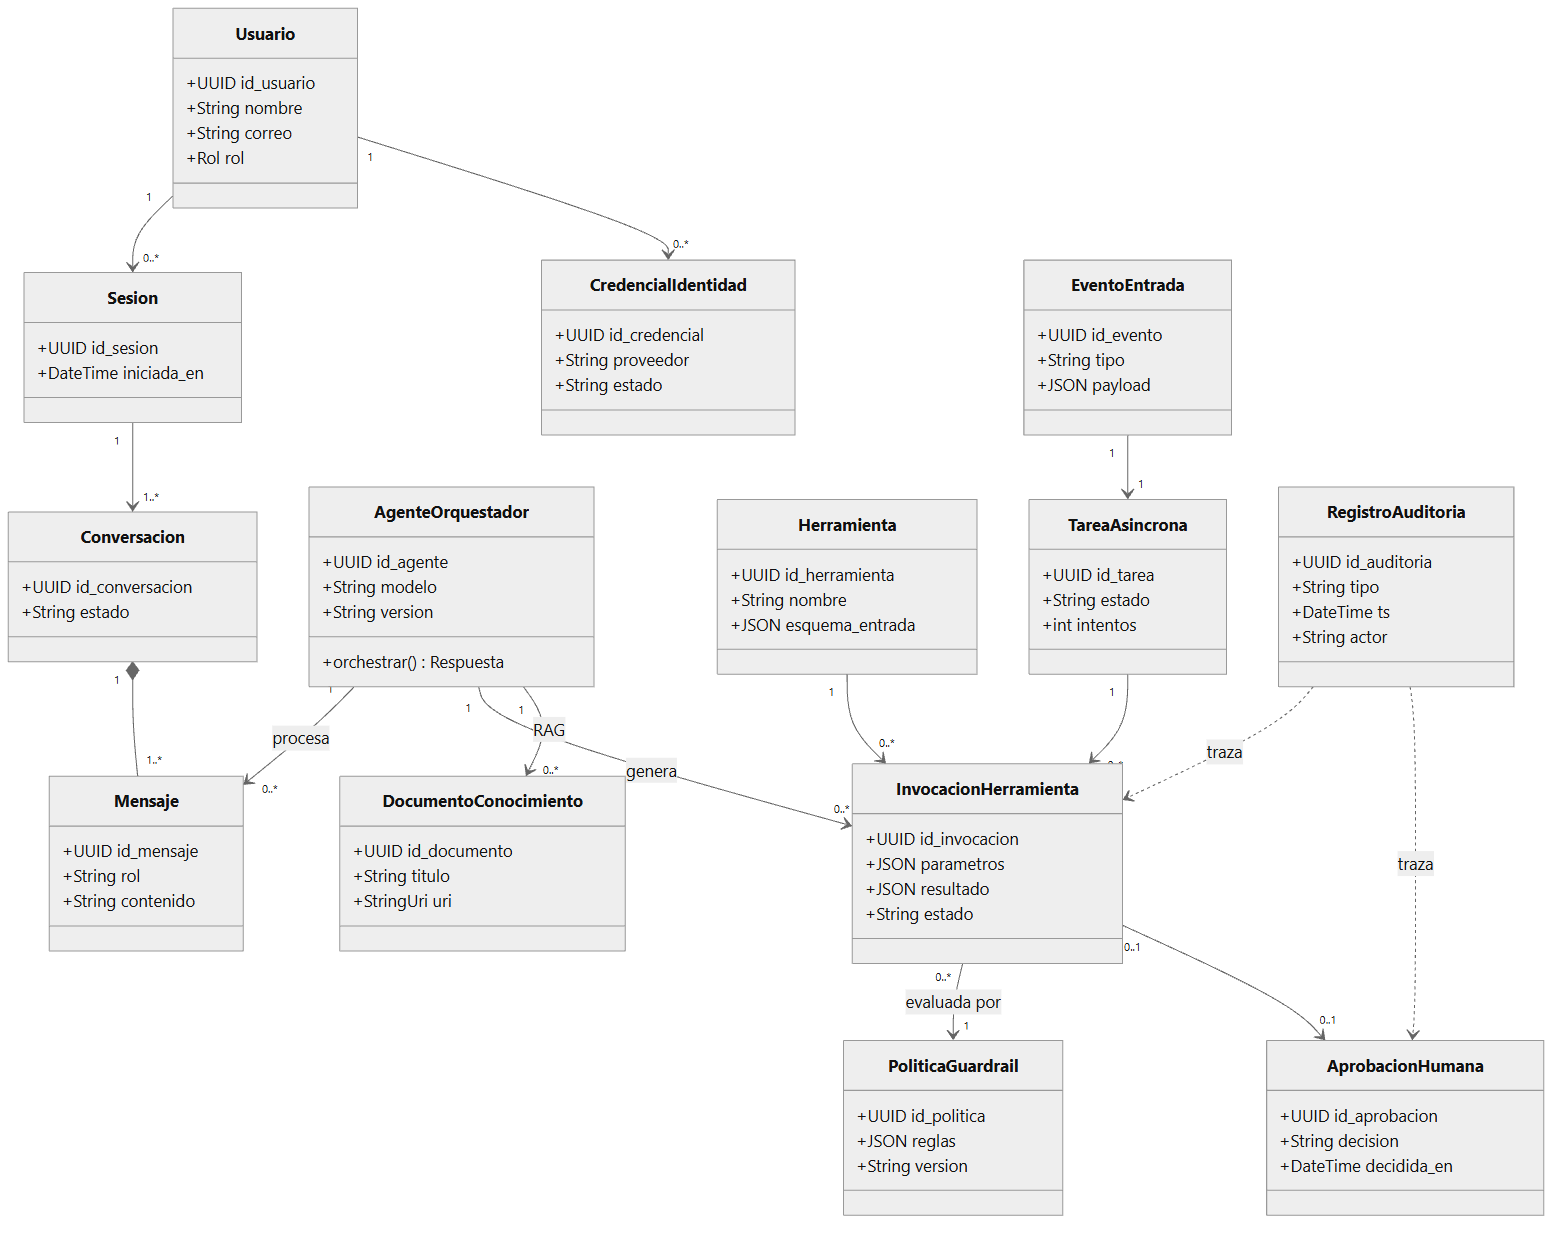 Usuario
+UUID id_usuario
+String nombre
+String correo
+Rol rol
1
1
0..*
0..*
Sesion
+UUID id_sesion
+DateTime iniciada_en
CredencialIdentidad
+UUID id_credencial
+String proveedor
+String estado
EventoEntrada
+UUID id_evento
+String tipo
+JSON payload
1
1..*
1
1
Conversacion
+UUID id_conversacion
+String estado
AgenteOrquestador
+UUID id_agente
+String modelo
+String version
+orchestrar() : Respuesta
Herramienta
+UUID id_herramienta
+String nombre
+JSON esquema_entrada
TareaAsincrona
+UUID id_tarea
+String estado
+int intentos
RegistroAuditoria
+UUID id_auditoria
+String tipo
+DateTime ts
+String actor
1
1
1
1
1
1
procesa
RAG
genera
traza
1..*
0..*
0..*
0..*
0..*
Mensaje
+UUID id_mensaje
+String rol
+String contenido
DocumentoConocimiento
+UUID id_documento
+String titulo
+StringUri uri
InvocacionHerramienta
+UUID id_invocacion
+JSON parametros
+JSON resultado
+String estado
traza
0..*
0..1
evaluada por
1
0..1
PoliticaGuardrail
+UUID id_politica
+JSON reglas
+String version
AprobacionHumana
+UUID id_aprobacion
+String decision
+DateTime decidida_en